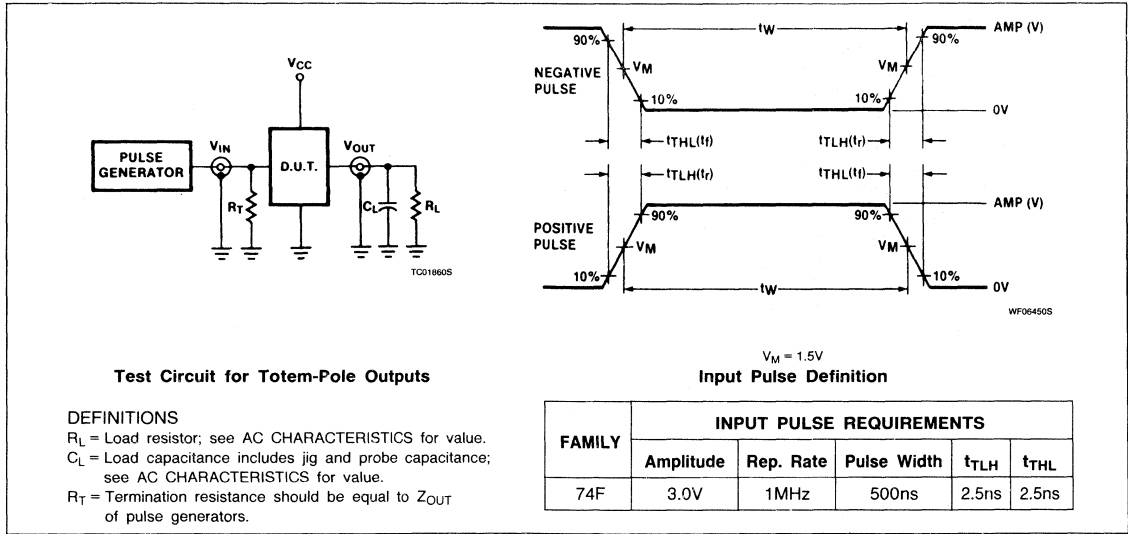 VCC
PULSE
GENERATOR
VIN
D.U.T.
VOUT
RT
CL
RL
TC01860S
Test Circuit for Totem-Pole Outputs
DEFINITIONS
RL = Load resistor; see AC CHARACTERISTICS for value.
CL = Load capacitance includes jig and probe capacitance;
see AC CHARACTERISTICS for value.
RT = Termination resistance should be equal to ZOUT
of pulse generators.
tW
AMP (V)
90%
90%
NEGATIVE
PULSE
VM
VM
10%
10%
0V
tTHL(tf)
tTLH(tr)
tTLH(tr)
tTHL(tf)
AMP (V)
90%
90%
POSITIVE
PULSE
VM
VM
10%
10%
tW
0V
WF06450S
VM = 1.5V
Input Pulse Definition
FAMILY
INPUT PULSE REQUIREMENTS
Amplitude Rep. Rate Pulse Width tTLH tTHL
74F 3.0V 1MHz 500ns 2.5ns 2.5ns